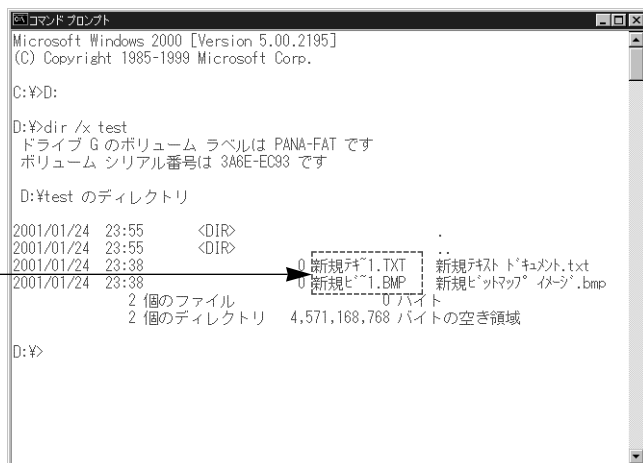 コマンド プロンプト
Microsoft Windows 2000 [Version 5.00.2195]
(C) Copyright 1985-1999 Microsoft Corp.
C:¥>D:
D:¥>dir /x test
ドライブ G のボリューム ラベルは PANA-FAT です
ボリューム シリアル番号は 3A6E-EC93 です
D:¥test のディレクトリ
2001/01/24 23:55 <DIR> .
2001/01/24 23:55 <DIR> ..
2001/01/24 23:38 0 新規ﾃｷ~1.TXT 新規ﾃｷｽﾄ ﾄﾞｷｭﾒﾝﾄ.txt
2001/01/24 23:38 0 新規ﾋﾞ~1.BMP 新規ﾋﾞｯﾄﾏｯﾌﾟ ｲﾒｰｼﾞ.bmp
2 個のファイル 0 バイト
2 個のディレクトリ 4,571,168,768 バイトの空き領域
D:¥>